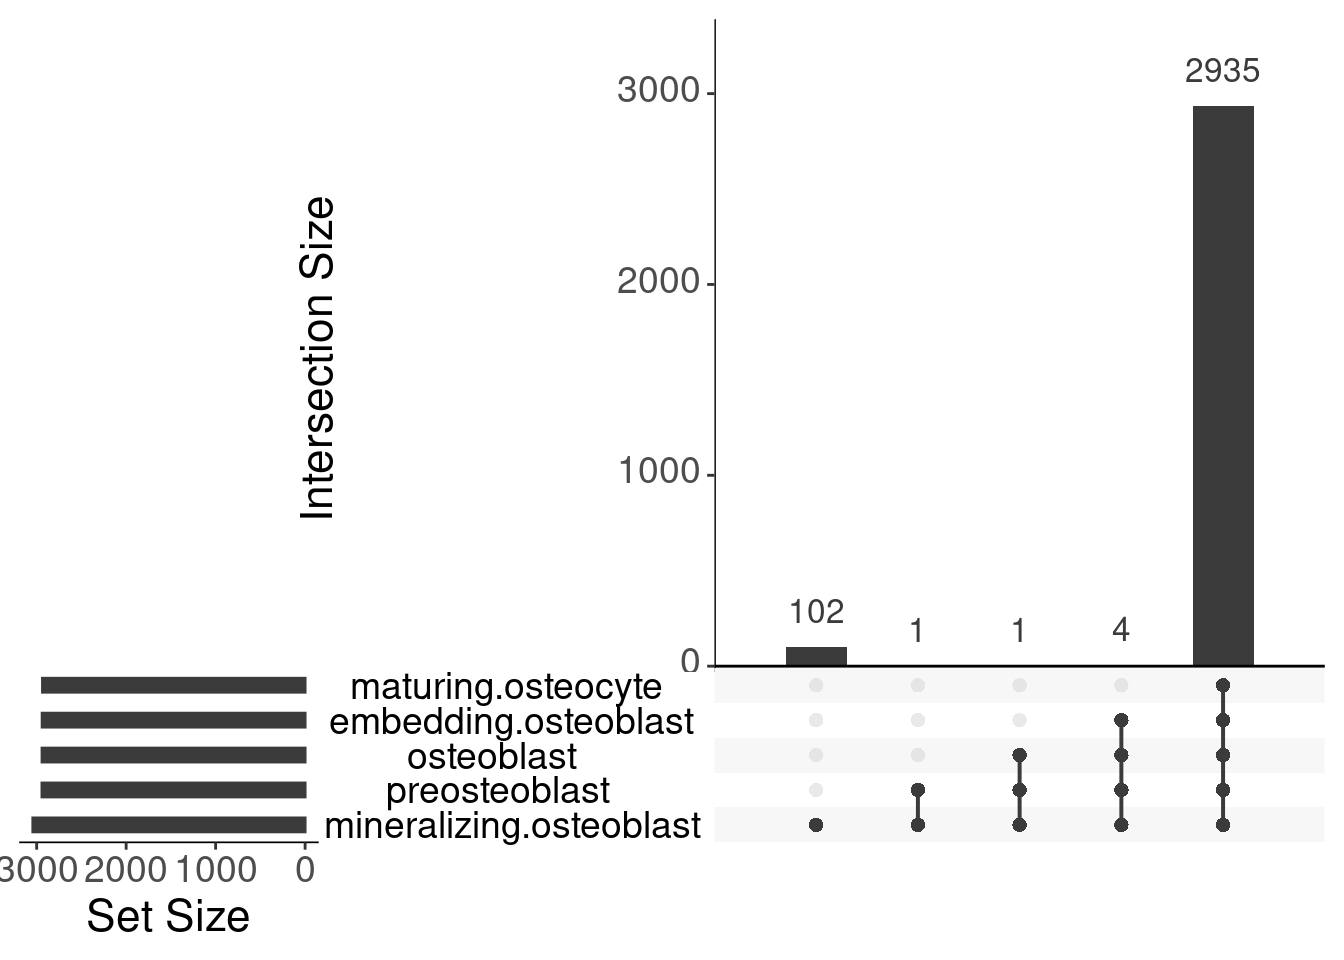 Intersection Size
3000
2000
1000
0
2935
102
1
1
4
maturing.osteocyte
embedding.osteoblast
osteoblast
preosteoblast
mineralizing.osteoblast
3000 2000 1000 0
Set Size